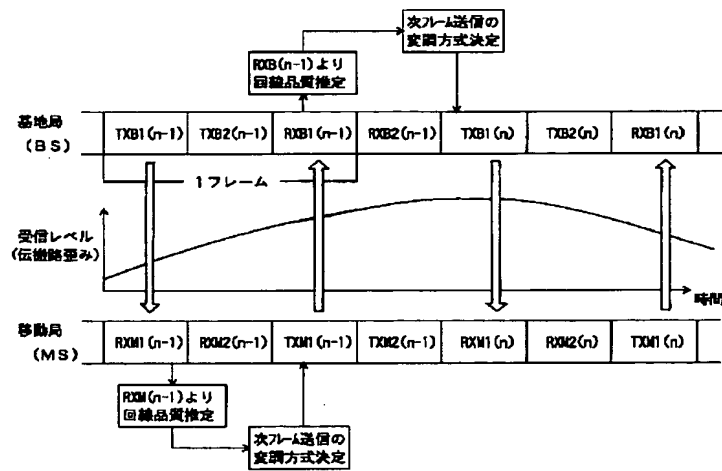 次フレーム送信の
変調方式決定
RXB(n-1)より
回線品質推定
基地局
(BS)
TXB1(n-1)
TXB2(n-1)
RXB1(n-1)
RXB2(n-1)
TXB1(n)
TXB2(n)
RXB1(n)
1フレーム
受信レベル
(伝搬路歪み)
時間
移動局
(MS)
RXM1(n-1)
RXM2(n-1)
TXM1(n-1)
TXM2(n-1)
RXM1(n)
RXM2(n)
TXM1(n)
RXM(n-1)より
回線品質推定
次フレーム送信の
変調方式決定